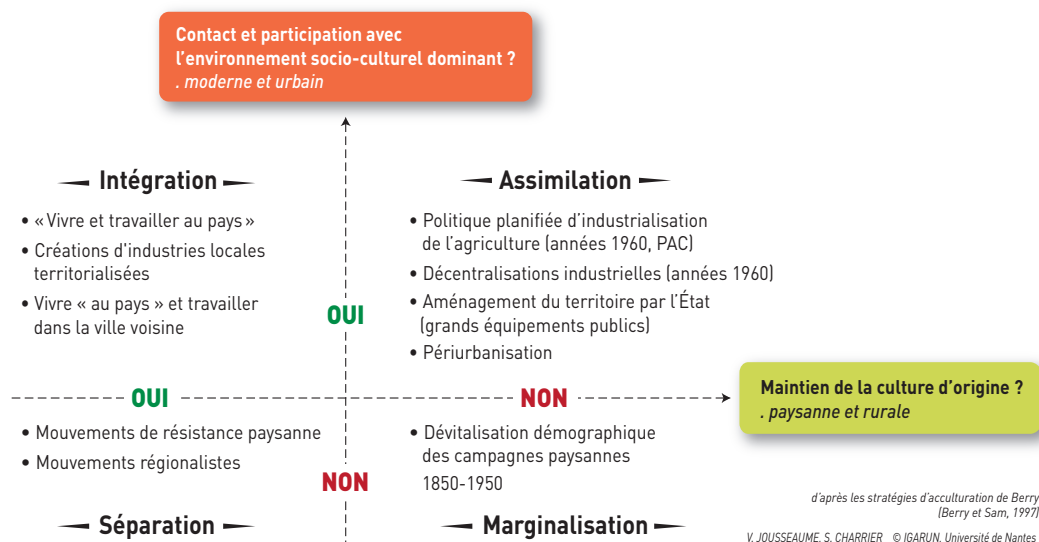 Contact et participation avec
l’environnement socio-culturel dominant ?
. moderne et urbain
Intégration
• « Vivre et travailler au pays »
• Créations d'industries locales
territorialisées
• Vivre « au pays » et travailler
dans la ville voisine
Assimilation
• Politique planifiée d’industrialisation
de l’agriculture (années 1960, PAC)
• Décentralisations industrielles (années 1960)
• Aménagement du territoire par l’État
(grands équipements publics)
• Périurbanisation
OUI
OUI
NON
Maintien de la culture d’origine ?
. paysanne et rurale
• Mouvements de résistance paysanne
• Mouvements régionalistes
NON
• Dévitalisation démographique
des campagnes paysannes
1850-1950
Séparation
Marginalisation
d’après les stratégies d’acculturation de Berry
(Berry et Sam, 1997)
V. JOUSSEAUME, S. CHARRIER © IGARUN, Université de Nantes